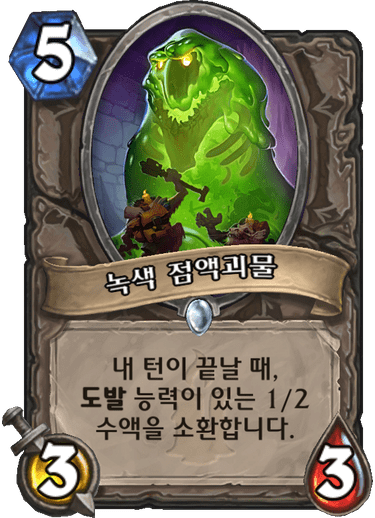 5
녹색 점액괴물
내 턴이 끝날 때,
도발 능력이 있는 1/2
수액을 소환합니다.
3
3